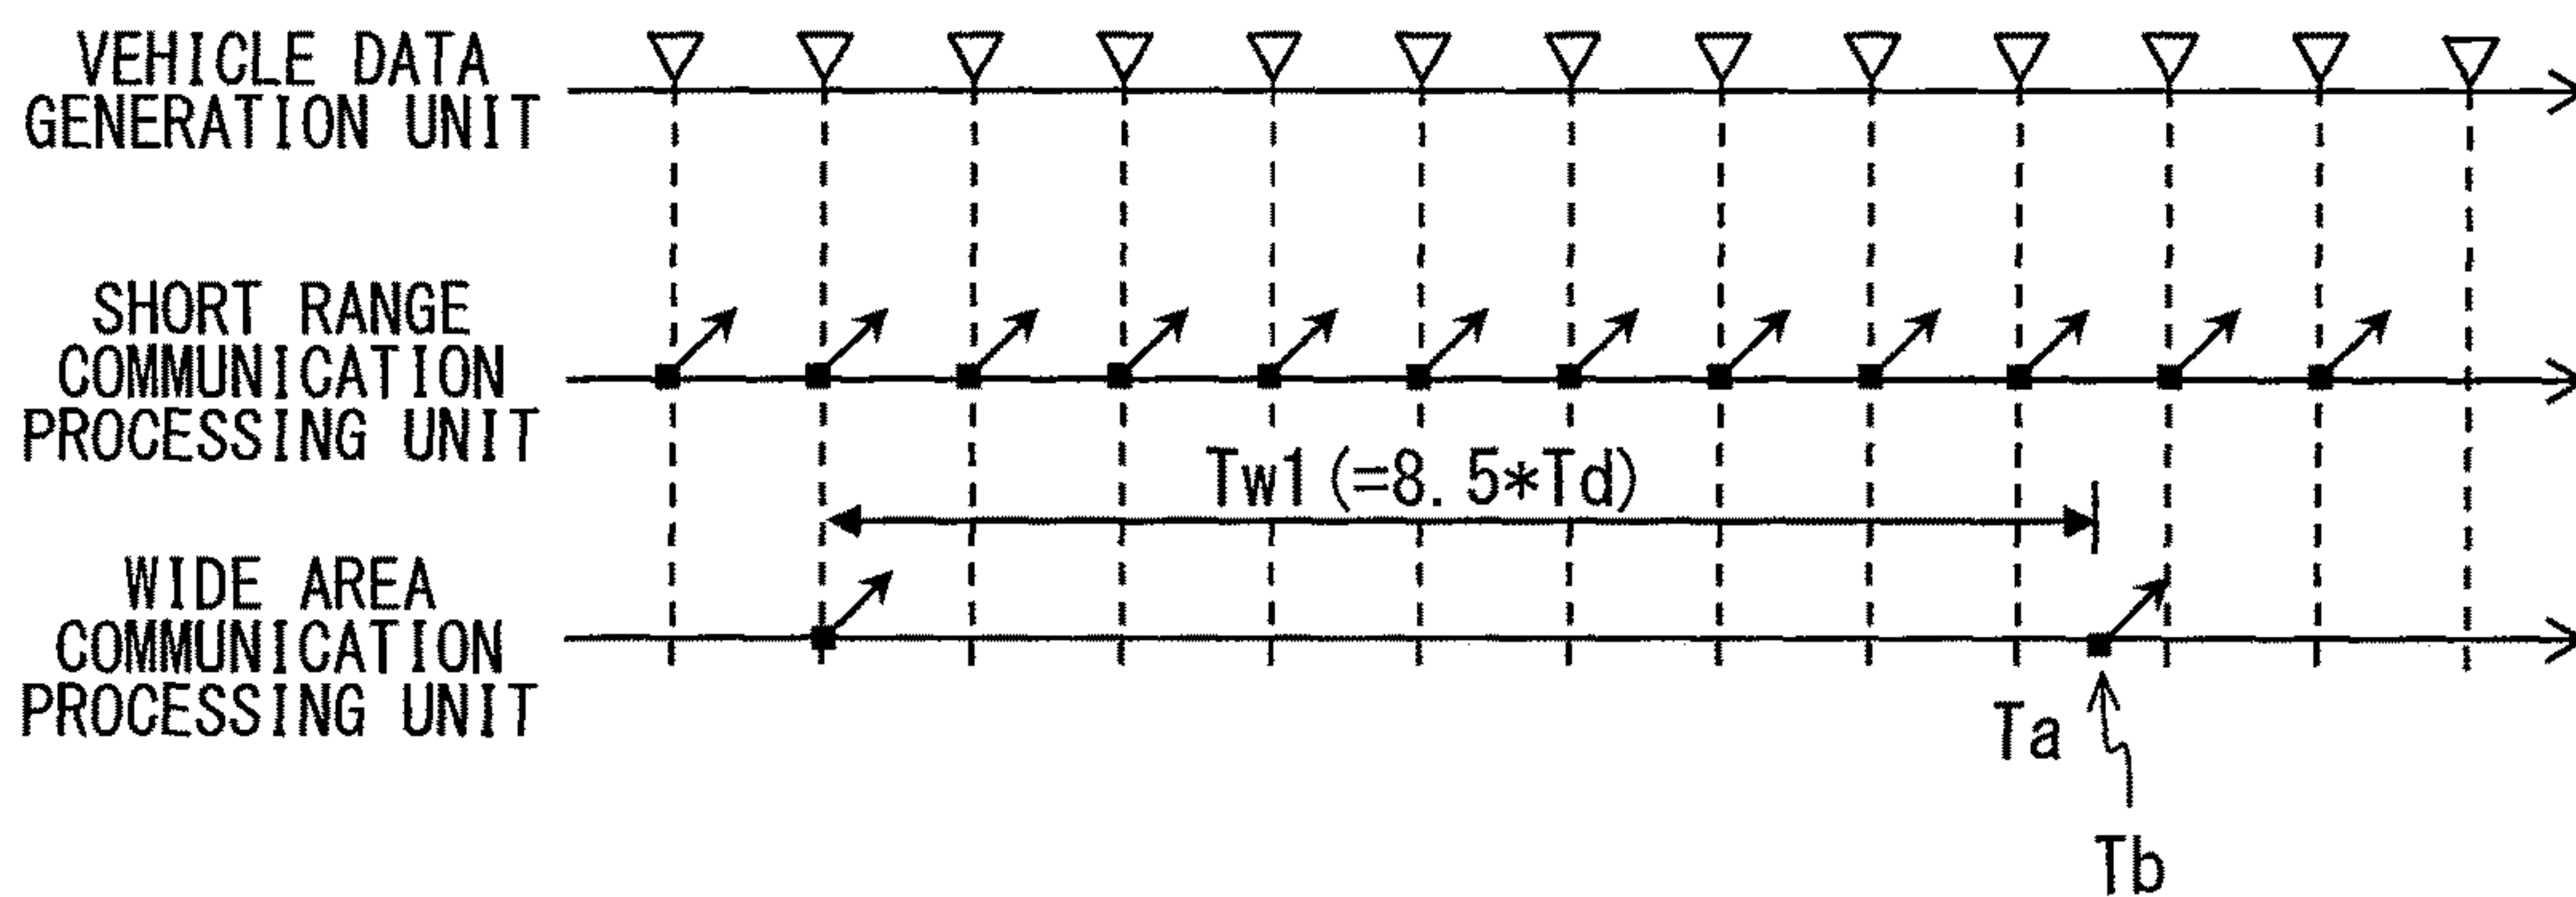 VEHICLE DATA
GENERATION UNIT
SHORT RANGE
COMMUNICATION
PROCESSING UNIT
Tw1(=8.5*Td)
WIDE AREA
COMMUNICATION
PROCESSING UNIT
Ta
Tb